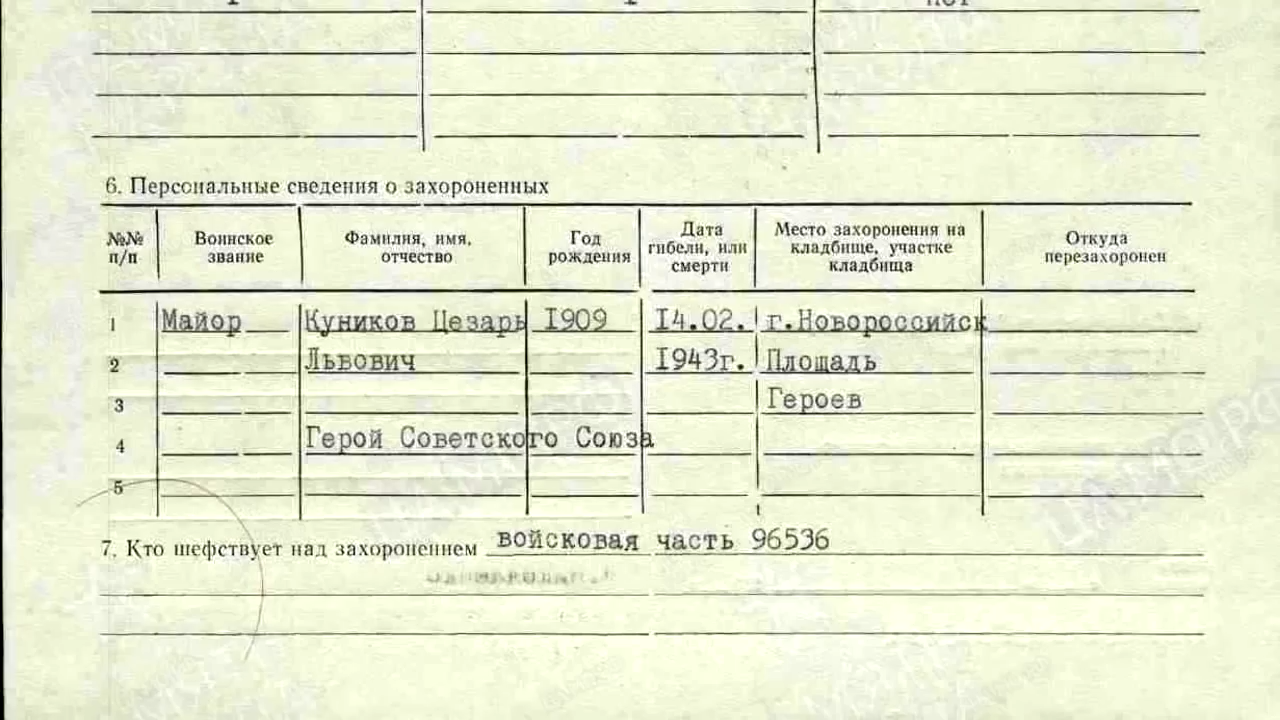 6. Персональные сведения о захороненных
№№ п/п Воинское звание Фамилия, имя, отчество Год рождения Дата гибели, или смерти Место захоронения на кладбище, участке кладбища Откуда перезахоронен
1 Майор Куников Цезарь 1909 14.02. г.Новороссийск
2 Львович 1943г. Площадь
3 Героев
4 Герой Советского Союза
5
7. Кто шефствует над захоронением войсковая часть 96536